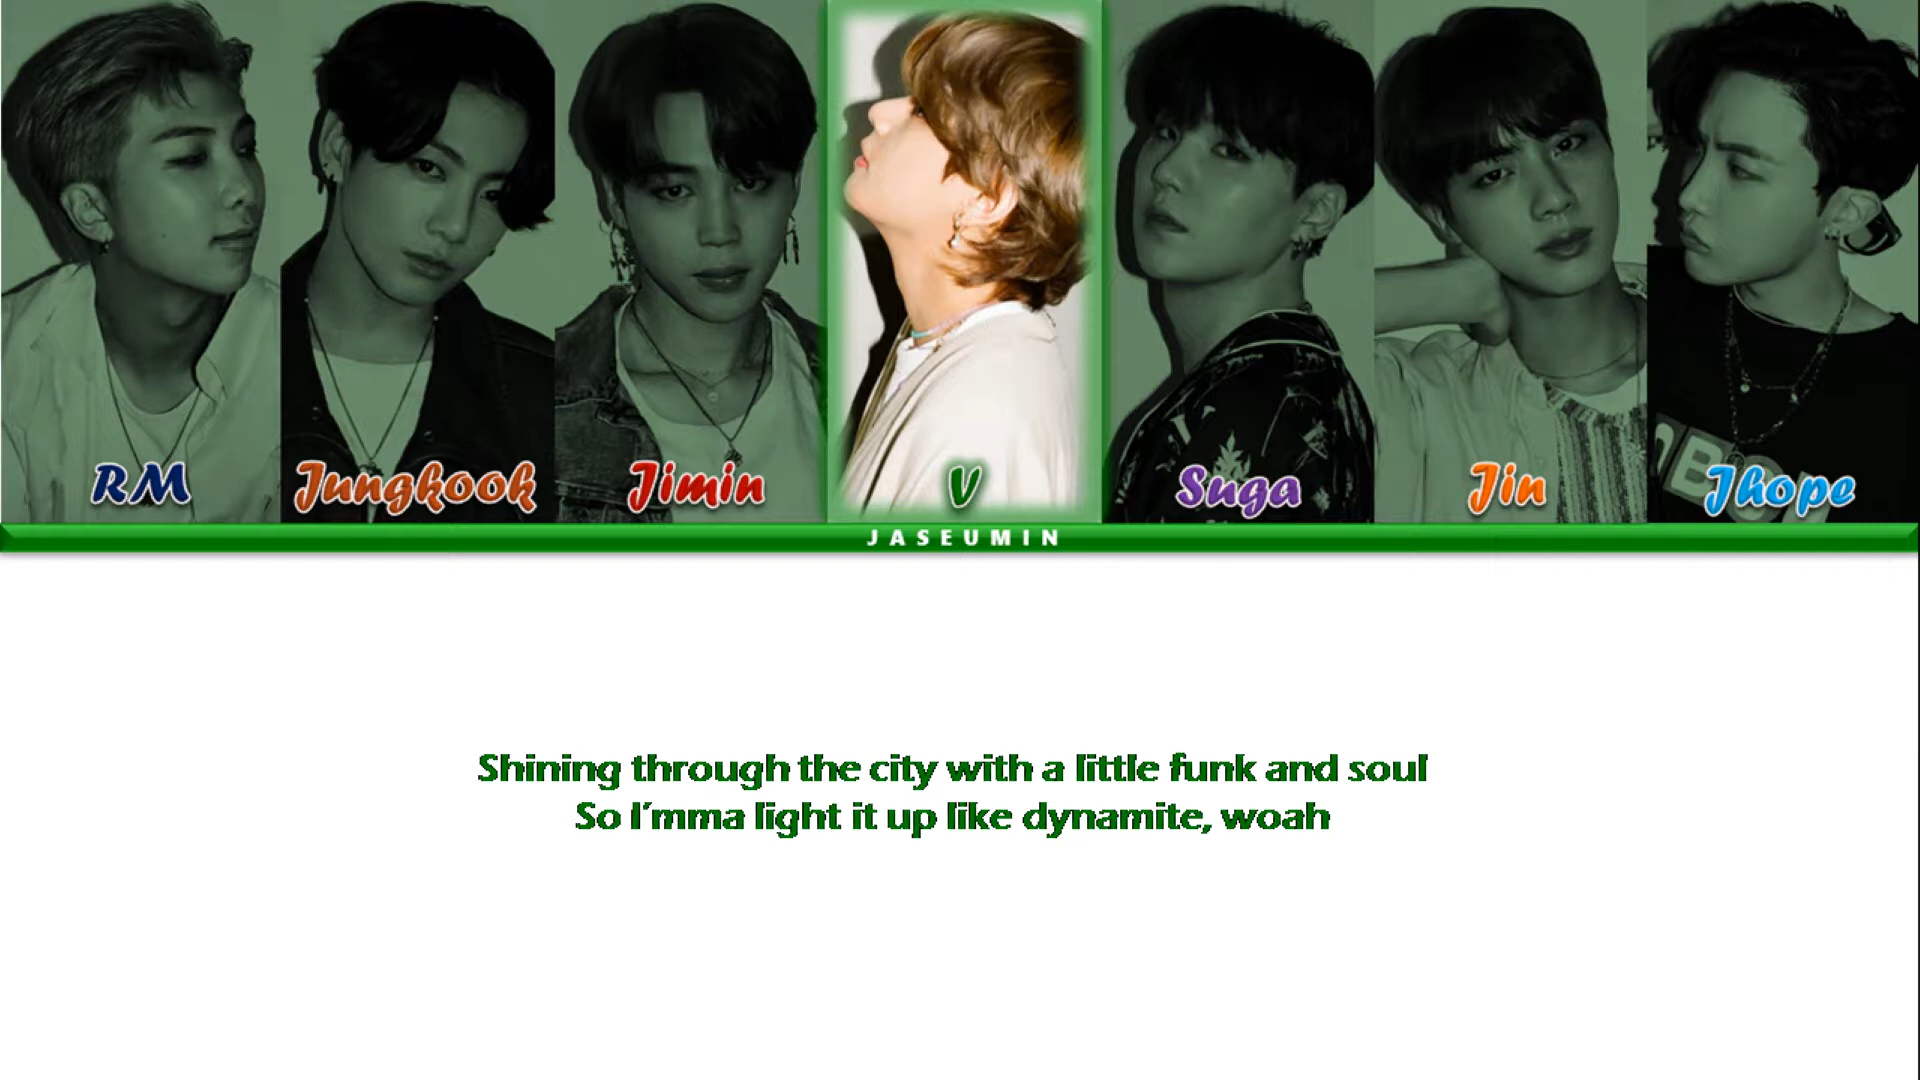 RM Jungkook Jimin V Suga Jin Jhope
JASEUMIN
Shining through the city with a little funk and soul
So I'mma light it up like dynamite, woah